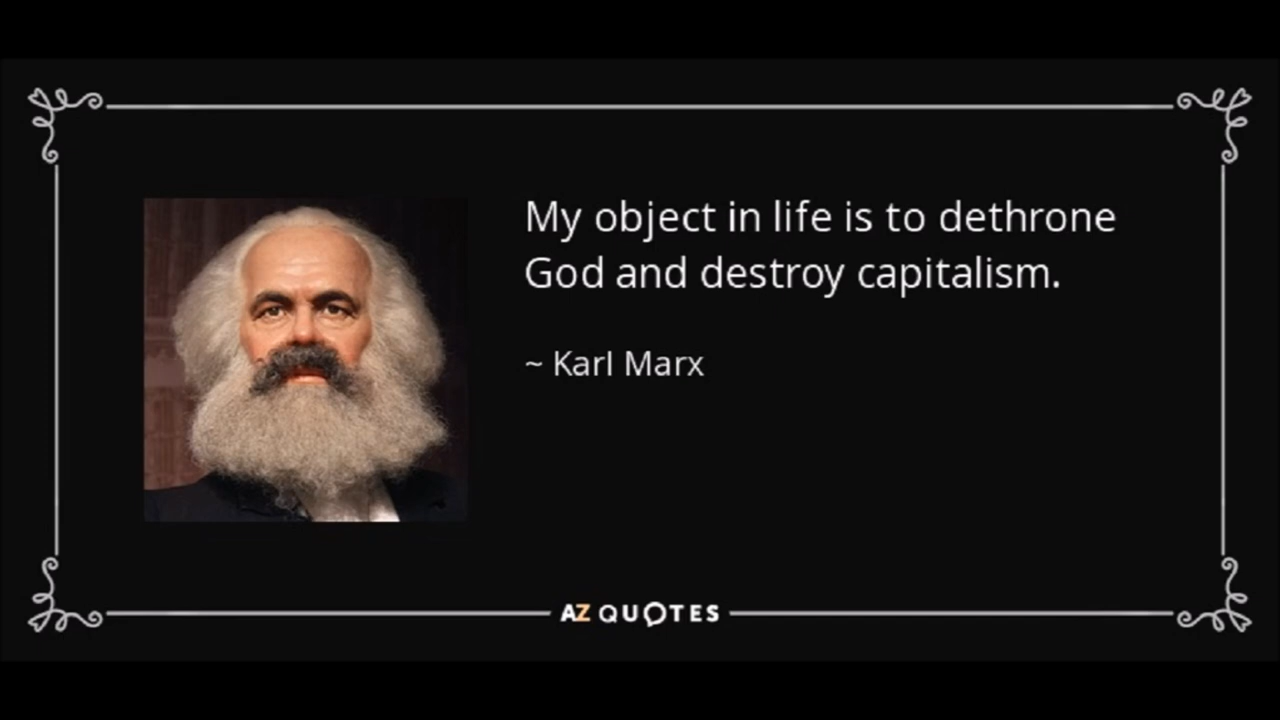 My object in life is to dethrone
God and destroy capitalism.
~ Karl Marx
AZ QUOTES